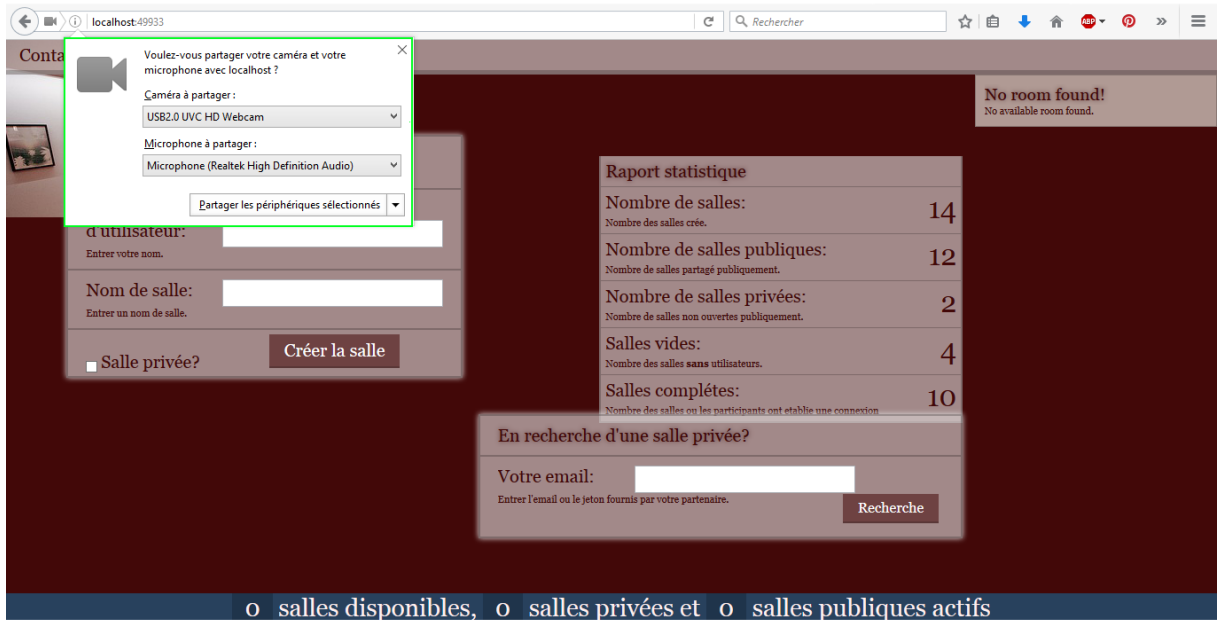 localhost:49933
Rechercher
ABP
Conta
Voulez-vous partager votre caméra et votre
microphone avec localhost ?
Caméra à partager :
USB2.0 UVC HD Webcam
Microphone à partager :
Microphone (Realtek High Definition Audio)
Partager les périphériques sélectionnés
d'utilisateur:
Entrer votre nom.
Nom de salle:
Entrer un nom de salle.
Salle privée?
Créer la salle
No room found!
No available room found.
Raport statistique
Nombre de salles:
Nombre des salles crée.
14
Nombre de salles publiques:
Nombre de salles partagé publiquement.
12
Nombre de salles privées:
Nombre de salles non ouvertes publiquement.
2
Salles vides:
Nombre des salles sans utilisateurs.
4
Salles complétes:
Nombre des salles ou les participants ont etablie une connexion
10
En recherche d'une salle privée?
Votre email:
Entrer l'email ou le jeton fournis par votre partenaire.
Recherche
0 salles disponibles, 0 salles privées et 0 salles publiques actifs